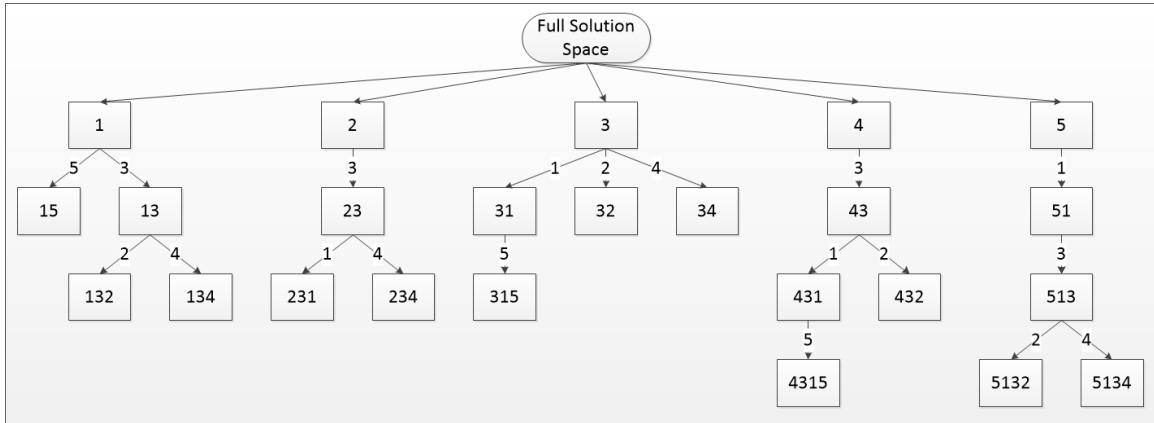 Full Solution
Space
1 2 3 4 5
5 3 3 1 2 4 3 1
15 13 23 31 32 34 43 51
2 4 1 4 5 1 2 3
132 134 231 234 315 431 432 513
5 2 4
4315 5132 5134